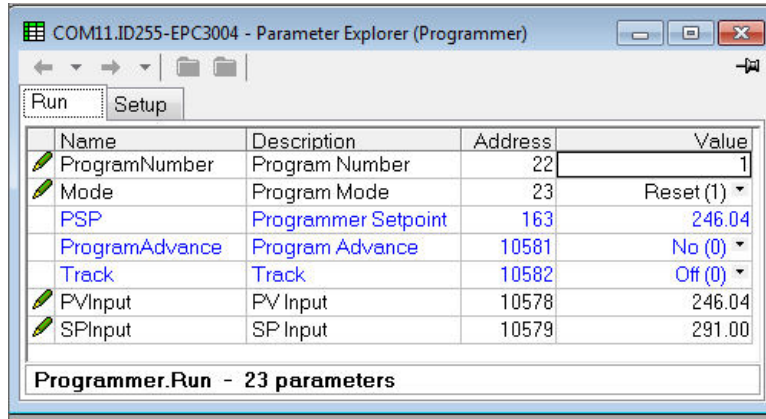 COM11.ID255-EPC3004 - Parameter Explorer (Programmer)
Run Setup
Name Description Address Value
ProgramNumber Program Number 22 1
Mode Program Mode 23 Reset (1)
PSP Programmer Setpoint 163 246.04
ProgramAdvance Program Advance 10581 No (0)
Track Track 10582 Off (0)
PVInput PV Input 10578 246.04
SPInput SP Input 10579 291.00
Programmer.Run - 23 parameters